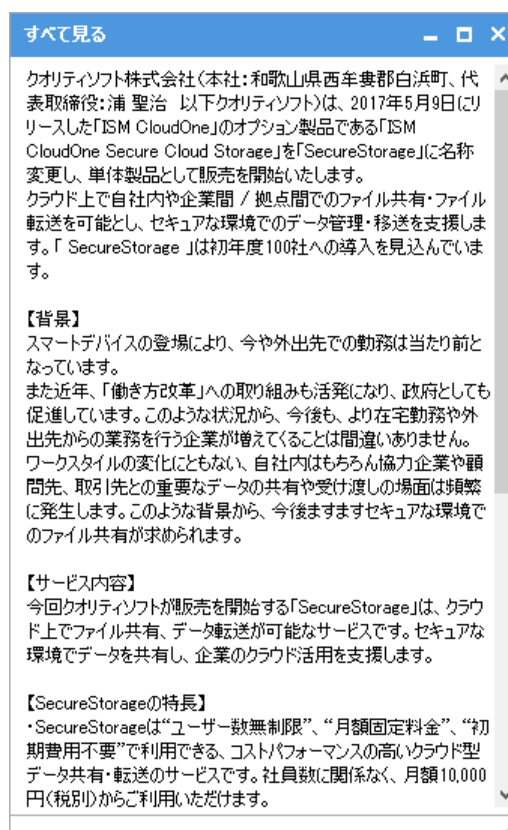 すべて見る
クオリティソフト株式会社(本社:和歌山県西牟婁郡白浜町、代
表取締役:浦 聖治 以下クオリティソフト)は、2017年5月9日にリ
リースした「ISM CloudOne」のオプション製品である「ISM
CloudOne Secure Cloud Storage」を「SecureStorage」に名称
変更し、単体製品として販売を開始いたします。
クラウド上で自社内や企業間 / 拠点間でのファイル共有・ファイル
転送を可能とし、セキュアな環境でのデータ管理・移送を支援しま
す。「 SecureStorage 」は初年度100社への導入を見込んでいま
す。
【背景】
スマートデバイスの登場により、今や外出先での勤務は当たり前と
なっています。
また近年、「働き方改革」への取り組みも活発になり、政府としても
促進しています。このような状況から、今後も、より在宅勤務や外
出先からの業務を行う企業が増えてくることは間違いありません。
ワークスタイルの変化にともない、自社内はもちろん協力企業や顧
問先、取引先との重要なデータの共有や受け渡しの場面は頻繁
に発生します。このような背景から、今後ますますセキュアな環境で
のファイル共有が求められます。
【サービス内容】
今回クオリティソフトが販売を開始する「SecureStorage」は、クラウ
ド上でファイル共有、データ転送が可能なサービスです。セキュアな
環境でデータを共有し、企業のクラウド活用を支援します。
【SecureStorageの特長】
・SecureStorageは“ユーザー数無制限”、“月額固定料金”、“初
期費用不要”で利用できる、コストパフォーマンスの高いクラウド型
データ共有・転送のサービスです。社員数に関係なく、月額10,000
円(税別)からご利用いただけます。